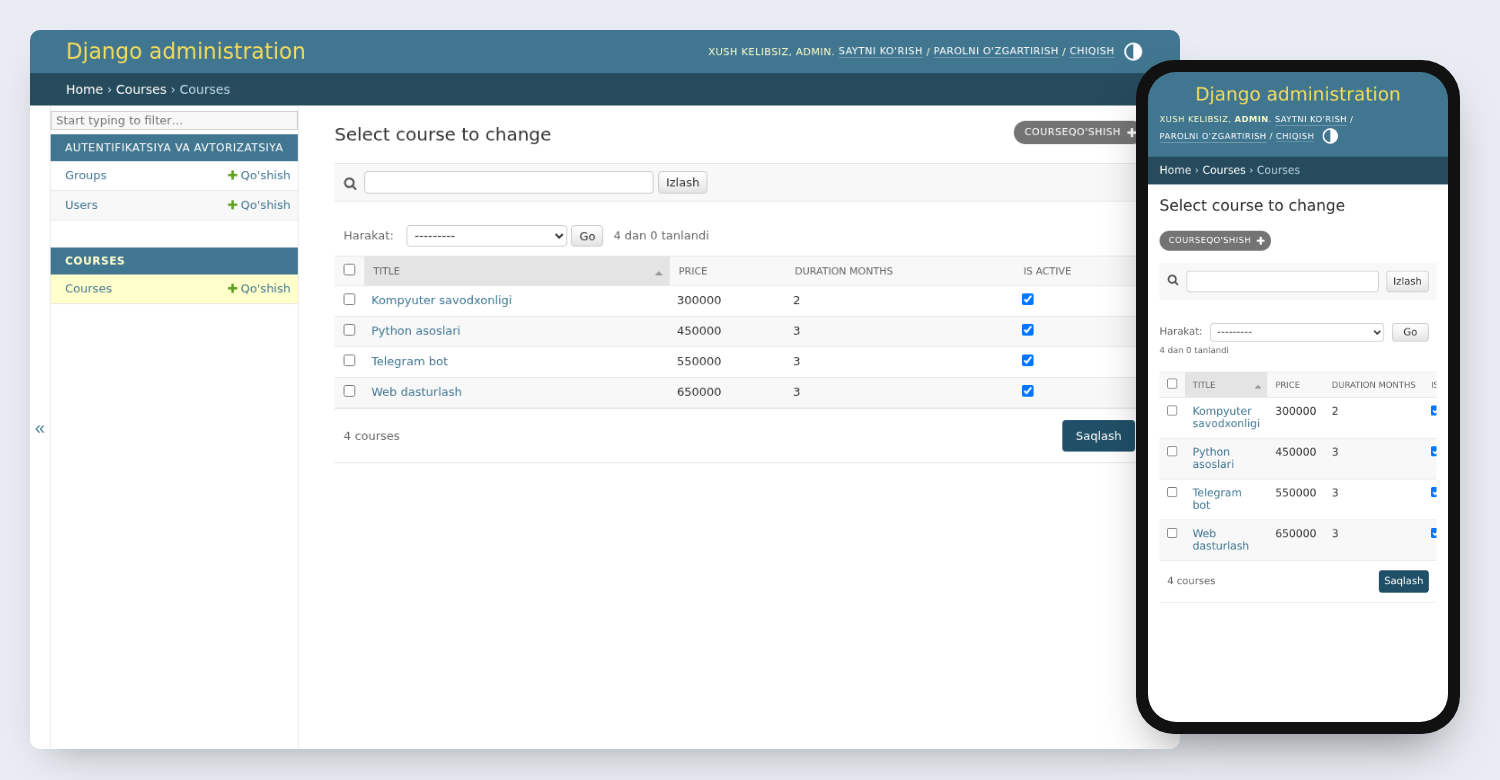 Django administration
XUSH KELIBSIZ, ADMIN. SAYTNI KO'RISH / PAROLNI O'ZGARTIRISH / CHIQISH
Home › Courses › Courses
Start typing to filter…
AUTENTIFIKATSIYA VA AVTORIZATSIYA
Groups Qo'shish
Users Qo'shish
COURSES
Courses Qo'shish
«
Select course to change
COURSEQO'SHISH
Izlash
Harakat: --------- Go 4 dan 0 tanlandi
TITLE PRICE DURATION MONTHS IS ACTIVE
Kompyuter savodxonligi 300000 2
Python asoslari 450000 3
Telegram bot 550000 3
Web dasturlash 650000 3
4 courses Saqlash
Django administration
XUSH KELIBSIZ, ADMIN. SAYTNI KO'RISH /
PAROLNI O'ZGARTIRISH / CHIQISH
Home › Courses › Courses
Select course to change
COURSEQO'SHISH
Izlash
Harakat: --------- Go
4 dan 0 tanlandi
TITLE PRICE DURATION MONTHS
Kompyuter 300000 2
savodxonligi
Python 450000 3
asoslari
Telegram 550000 3
bot
Web 650000 3
dasturlash
4 courses Saqlash